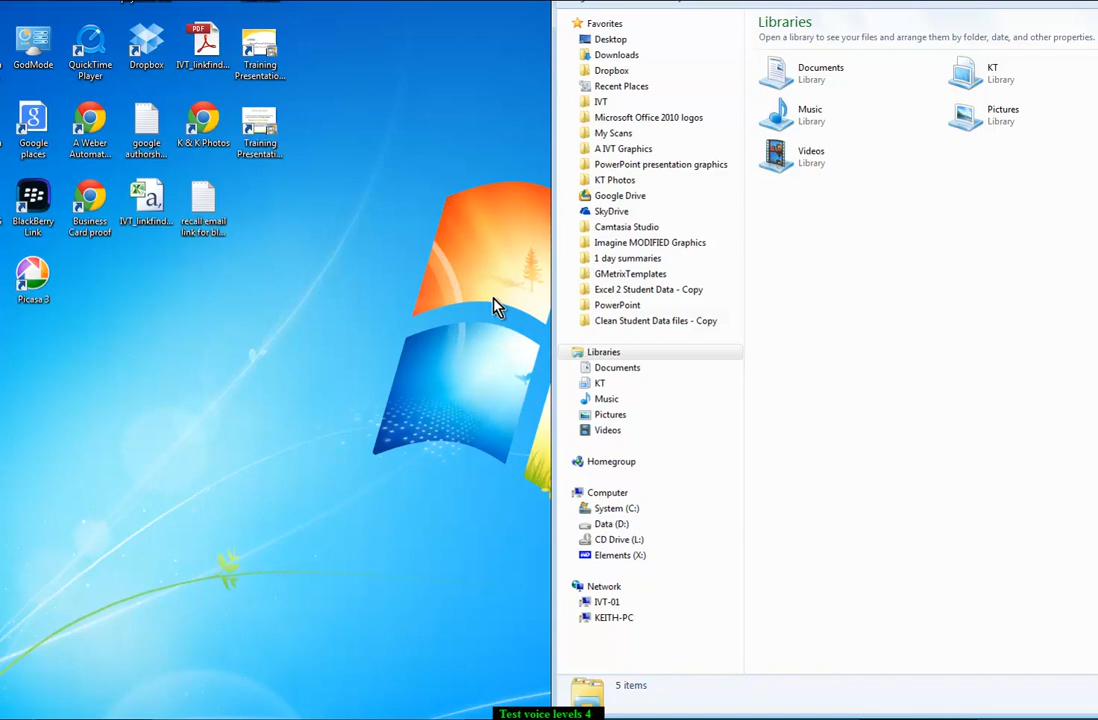 GodMode
QuickTime
Player
Dropbox
IVT_linkfind...
Training
Presentatio...
Google
places
A Weber
Automat...
google
authorsh...
K & K Photos
Training
Presentati...
BlackBerry
Link
Business
Card proof
IVT_linkfind...
recall email
link for bl...
Picasa 3
Favorites
Desktop
Downloads
Dropbox
Recent Places
IVT
Microsoft Office 2010 logos
My Scans
A IVT Graphics
PowerPoint presentation graphics
KT Photos
Google Drive
SkyDrive
Camtasia Studio
Imagine MODIFIED Graphics
1 day summaries
GMetrixTemplates
Excel 2 Student Data - Copy
PowerPoint
Clean Student Data files - Copy
Libraries
Documents
KT
Music
Pictures
Videos
Homegroup
Computer
System (C:)
Data (D:)
CD Drive (L:)
Elements (X:)
Network
IVT-01
KEITH-PC
Libraries
Open a library to see your files and arrange them by folder, date, and other properties.
Documents
Library
KT
Library
Music
Library
Pictures
Library
Videos
Library
5 items
Test voice levels 4